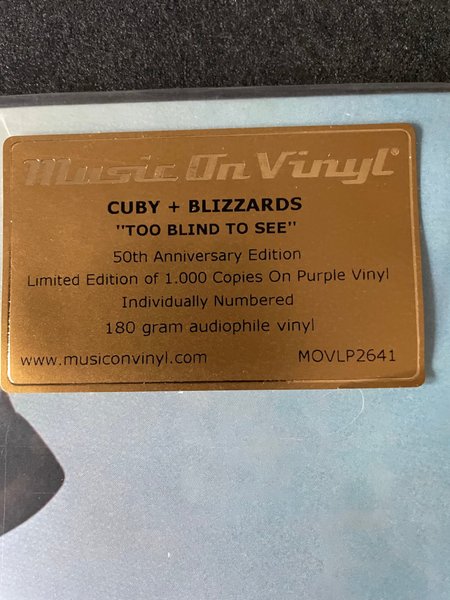 Music On Vinyl®
CUBY + BLIZZARDS
"TOO BLIND TO SEE"
50th Anniversary Edition
Limited Edition of 1.000 Copies On Purple Vinyl
Individually Numbered
180 gram audiophile vinyl
www.musiconvinyl.com MOVLP2641